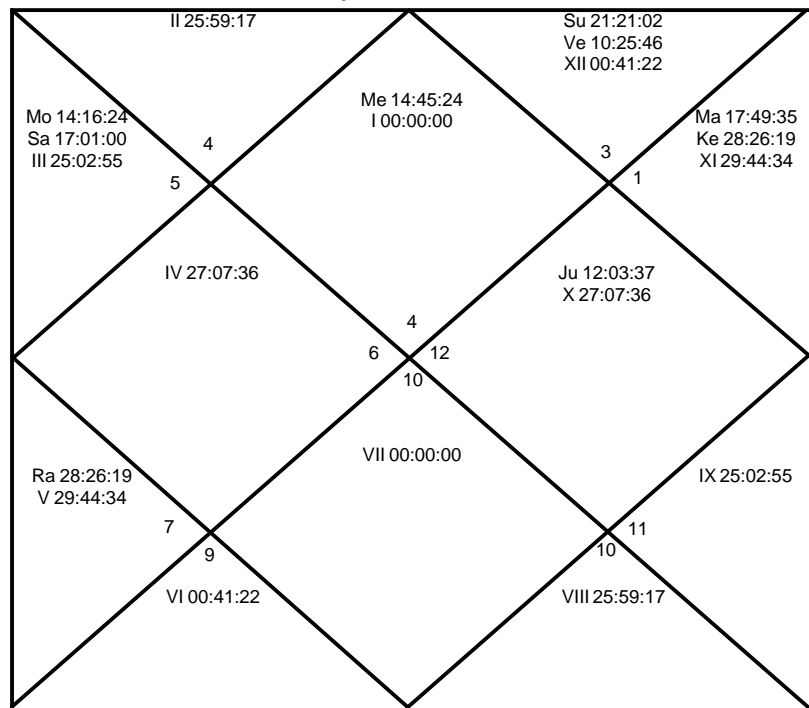 II 25:59:17
Su 21:21:02
Ve 10:25:46
XII 00:41:22
Me 14:45:24
I 00:00:00
Mo 14:16:24
Sa 17:01:00
III 25:02:55
Ma 17:49:35
Ke 28:26:19
XI 29:44:34
4
3
5
1
IV 27:07:36
Ju 12:03:37
X 27:07:36
4
6
12
10
VII 00:00:00
Ra 28:26:19
V 29:44:34
IX 25:02:55
7
11
9
10
VI 00:41:22
VIII 25:59:17